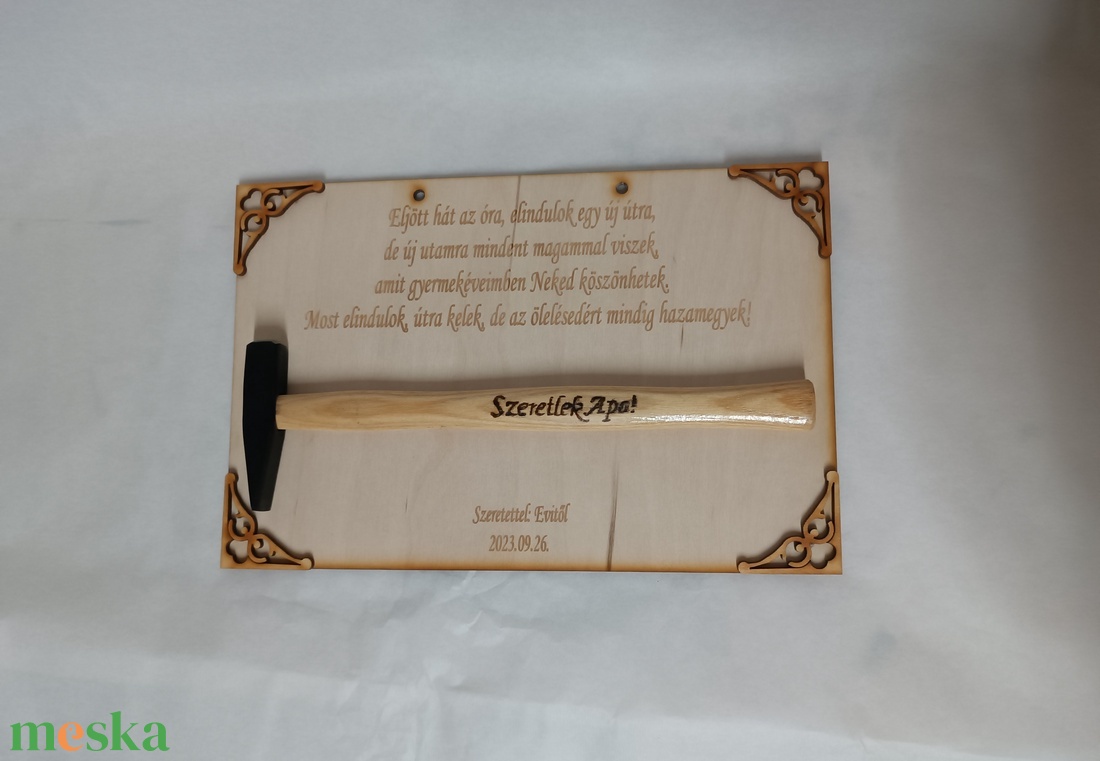 Eljött hát az óra, elindulok egy új útra,
de új utamra mindent magammal viszek,
amit gyermekéveimben Neked köszönhetek.
Most elindulok, útra kelek, de az ölelésedért mindig hazamegyek!
Szeretlek Apa!
Szeretettel: Evitől
2023.09.26.
meska